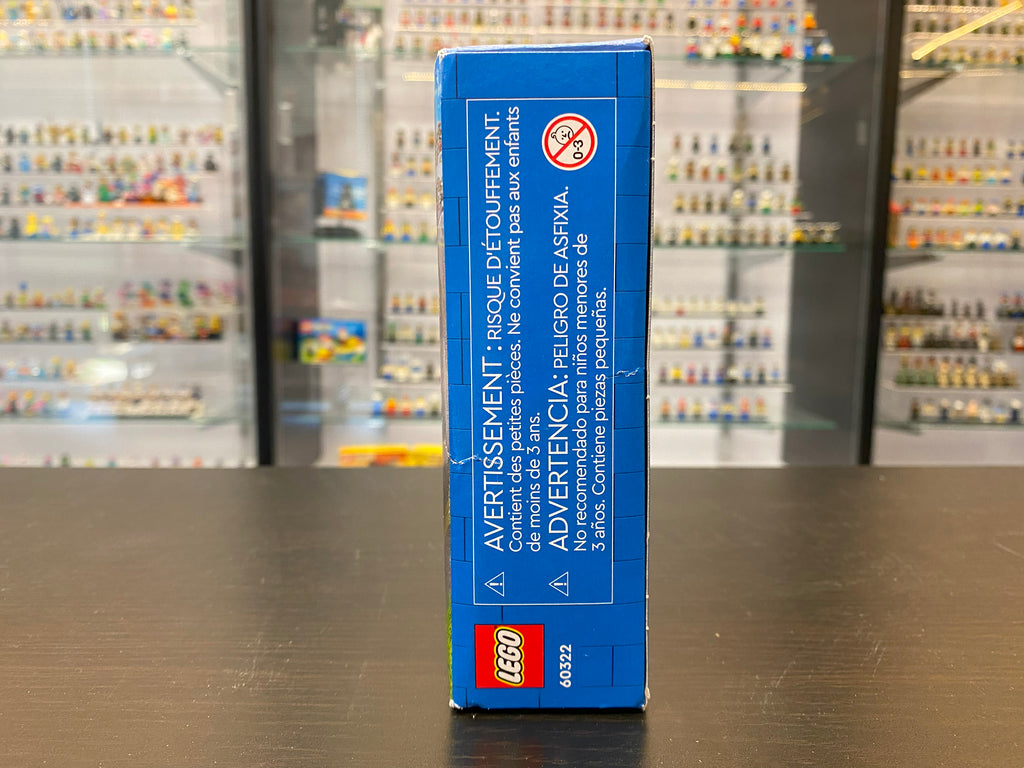 AVERTISSEMENT : RISQUE D'ÉTOUFFEMENT.
Contient des petites pièces. Ne convient pas aux enfants
de moins de 3 ans.
ADVERTENCIA: PELIGRO DE ASFIXIA.
No recomendado para niños menores de
3 años. Contiene piezas pequeñas.
0-3
LEGO
60322